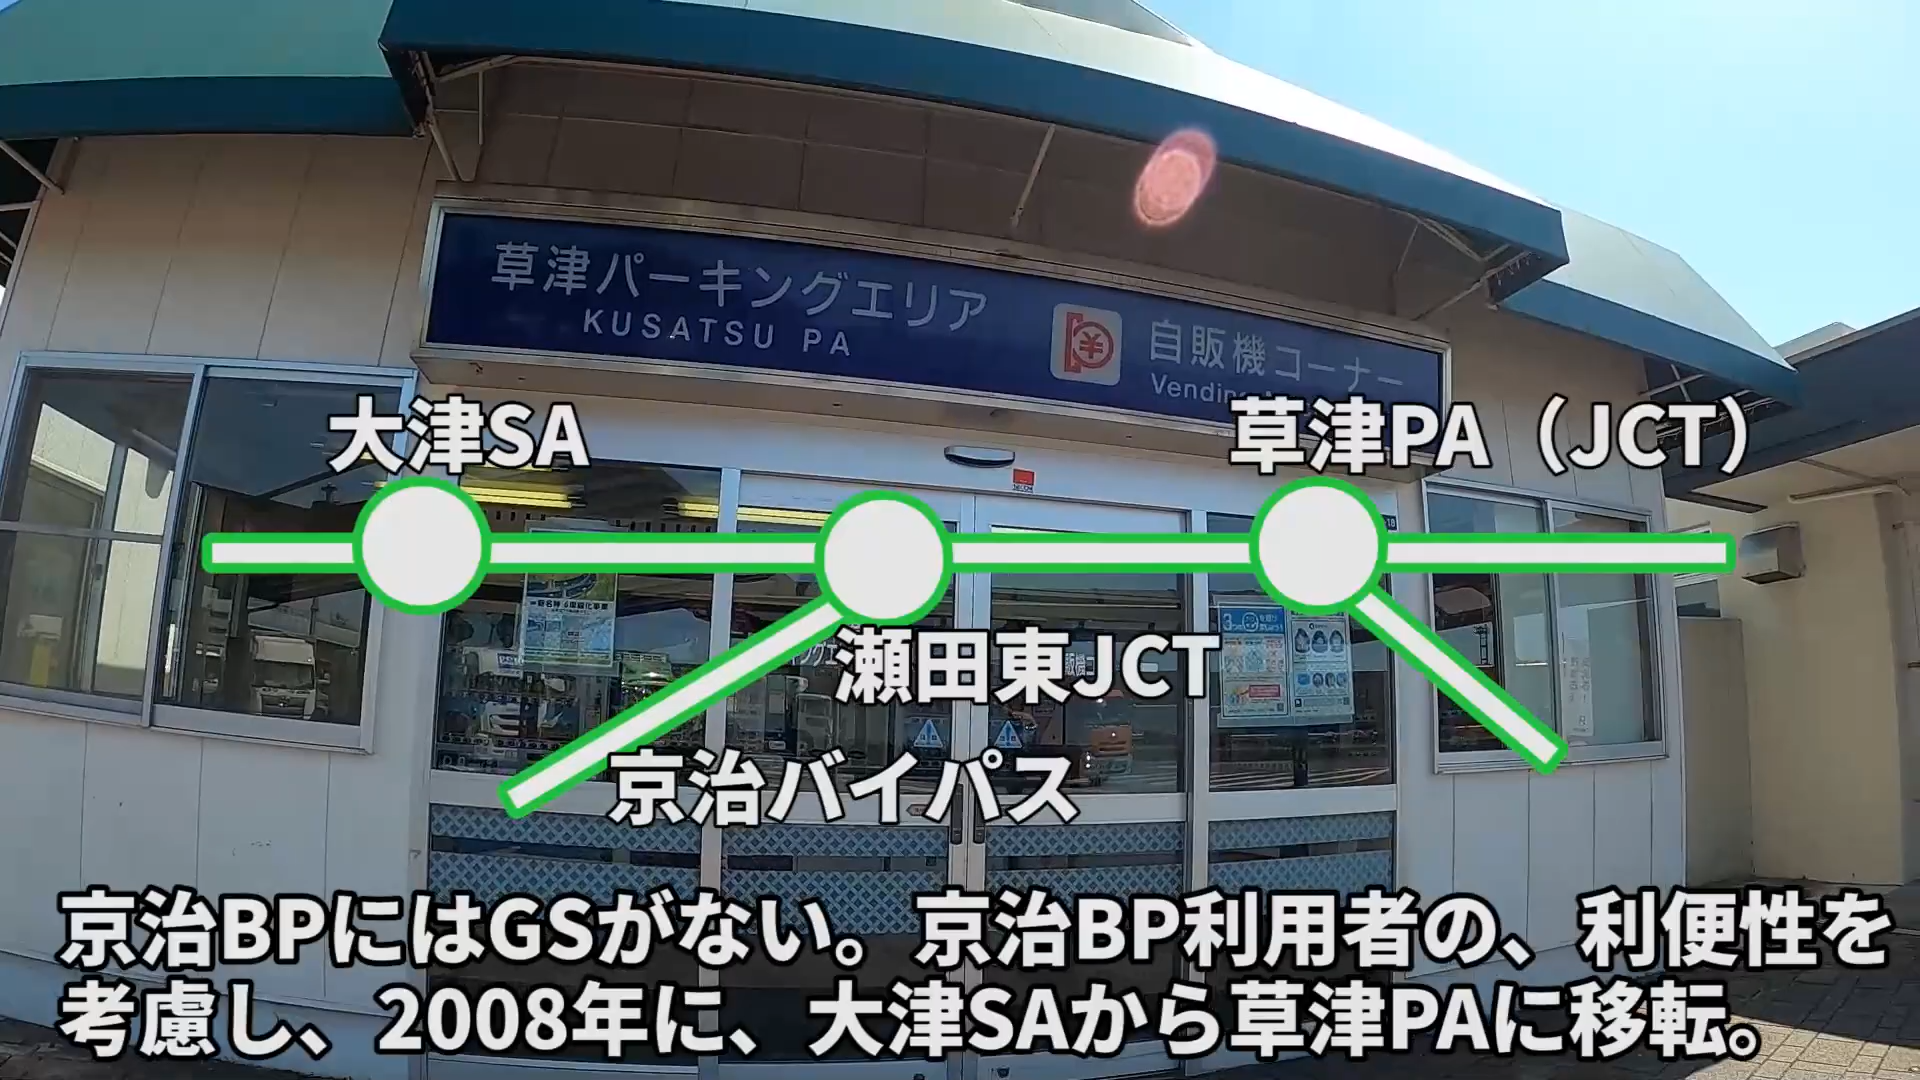 草津パーキングエリア
KUSATSU PA
自販機コーナー
大津SA
草津PA（JCT）
瀬田東JCT
京治バイパス
京治BPにはGSがない。京治BP利用者の、利便性を
考慮し、2008年に、大津SAから草津PAに移転。